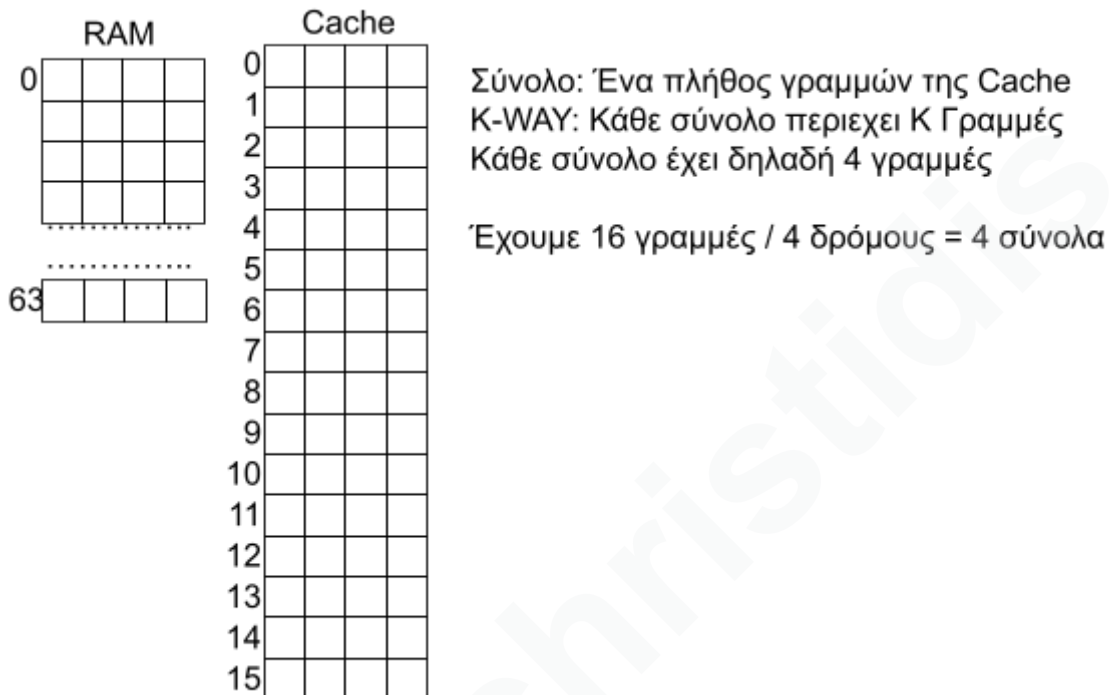 RAM
0
63
Cache
0
1
2
3
4
5
6
7
8
9
10
11
12
13
14
15
Σύνολο: Ένα πλήθος γραμμών της Cache
K-WAY: Κάθε σύνολο περιεχει Κ Γραμμές
Κάθε σύνολο έχει δηλαδή 4 γραμμές
Έχουμε 16 γραμμές / 4 δρόμους = 4 σύνολα
christidis